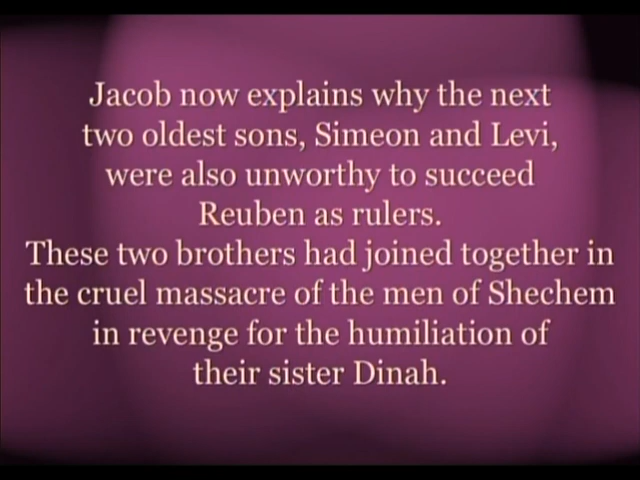 Jacob now explains why the next
two oldest sons, Simeon and Levi,
were also unworthy to succeed
Reuben as rulers.
These two brothers had joined together in
the cruel massacre of the men of Shechem
in revenge for the humiliation of
their sister Dinah.